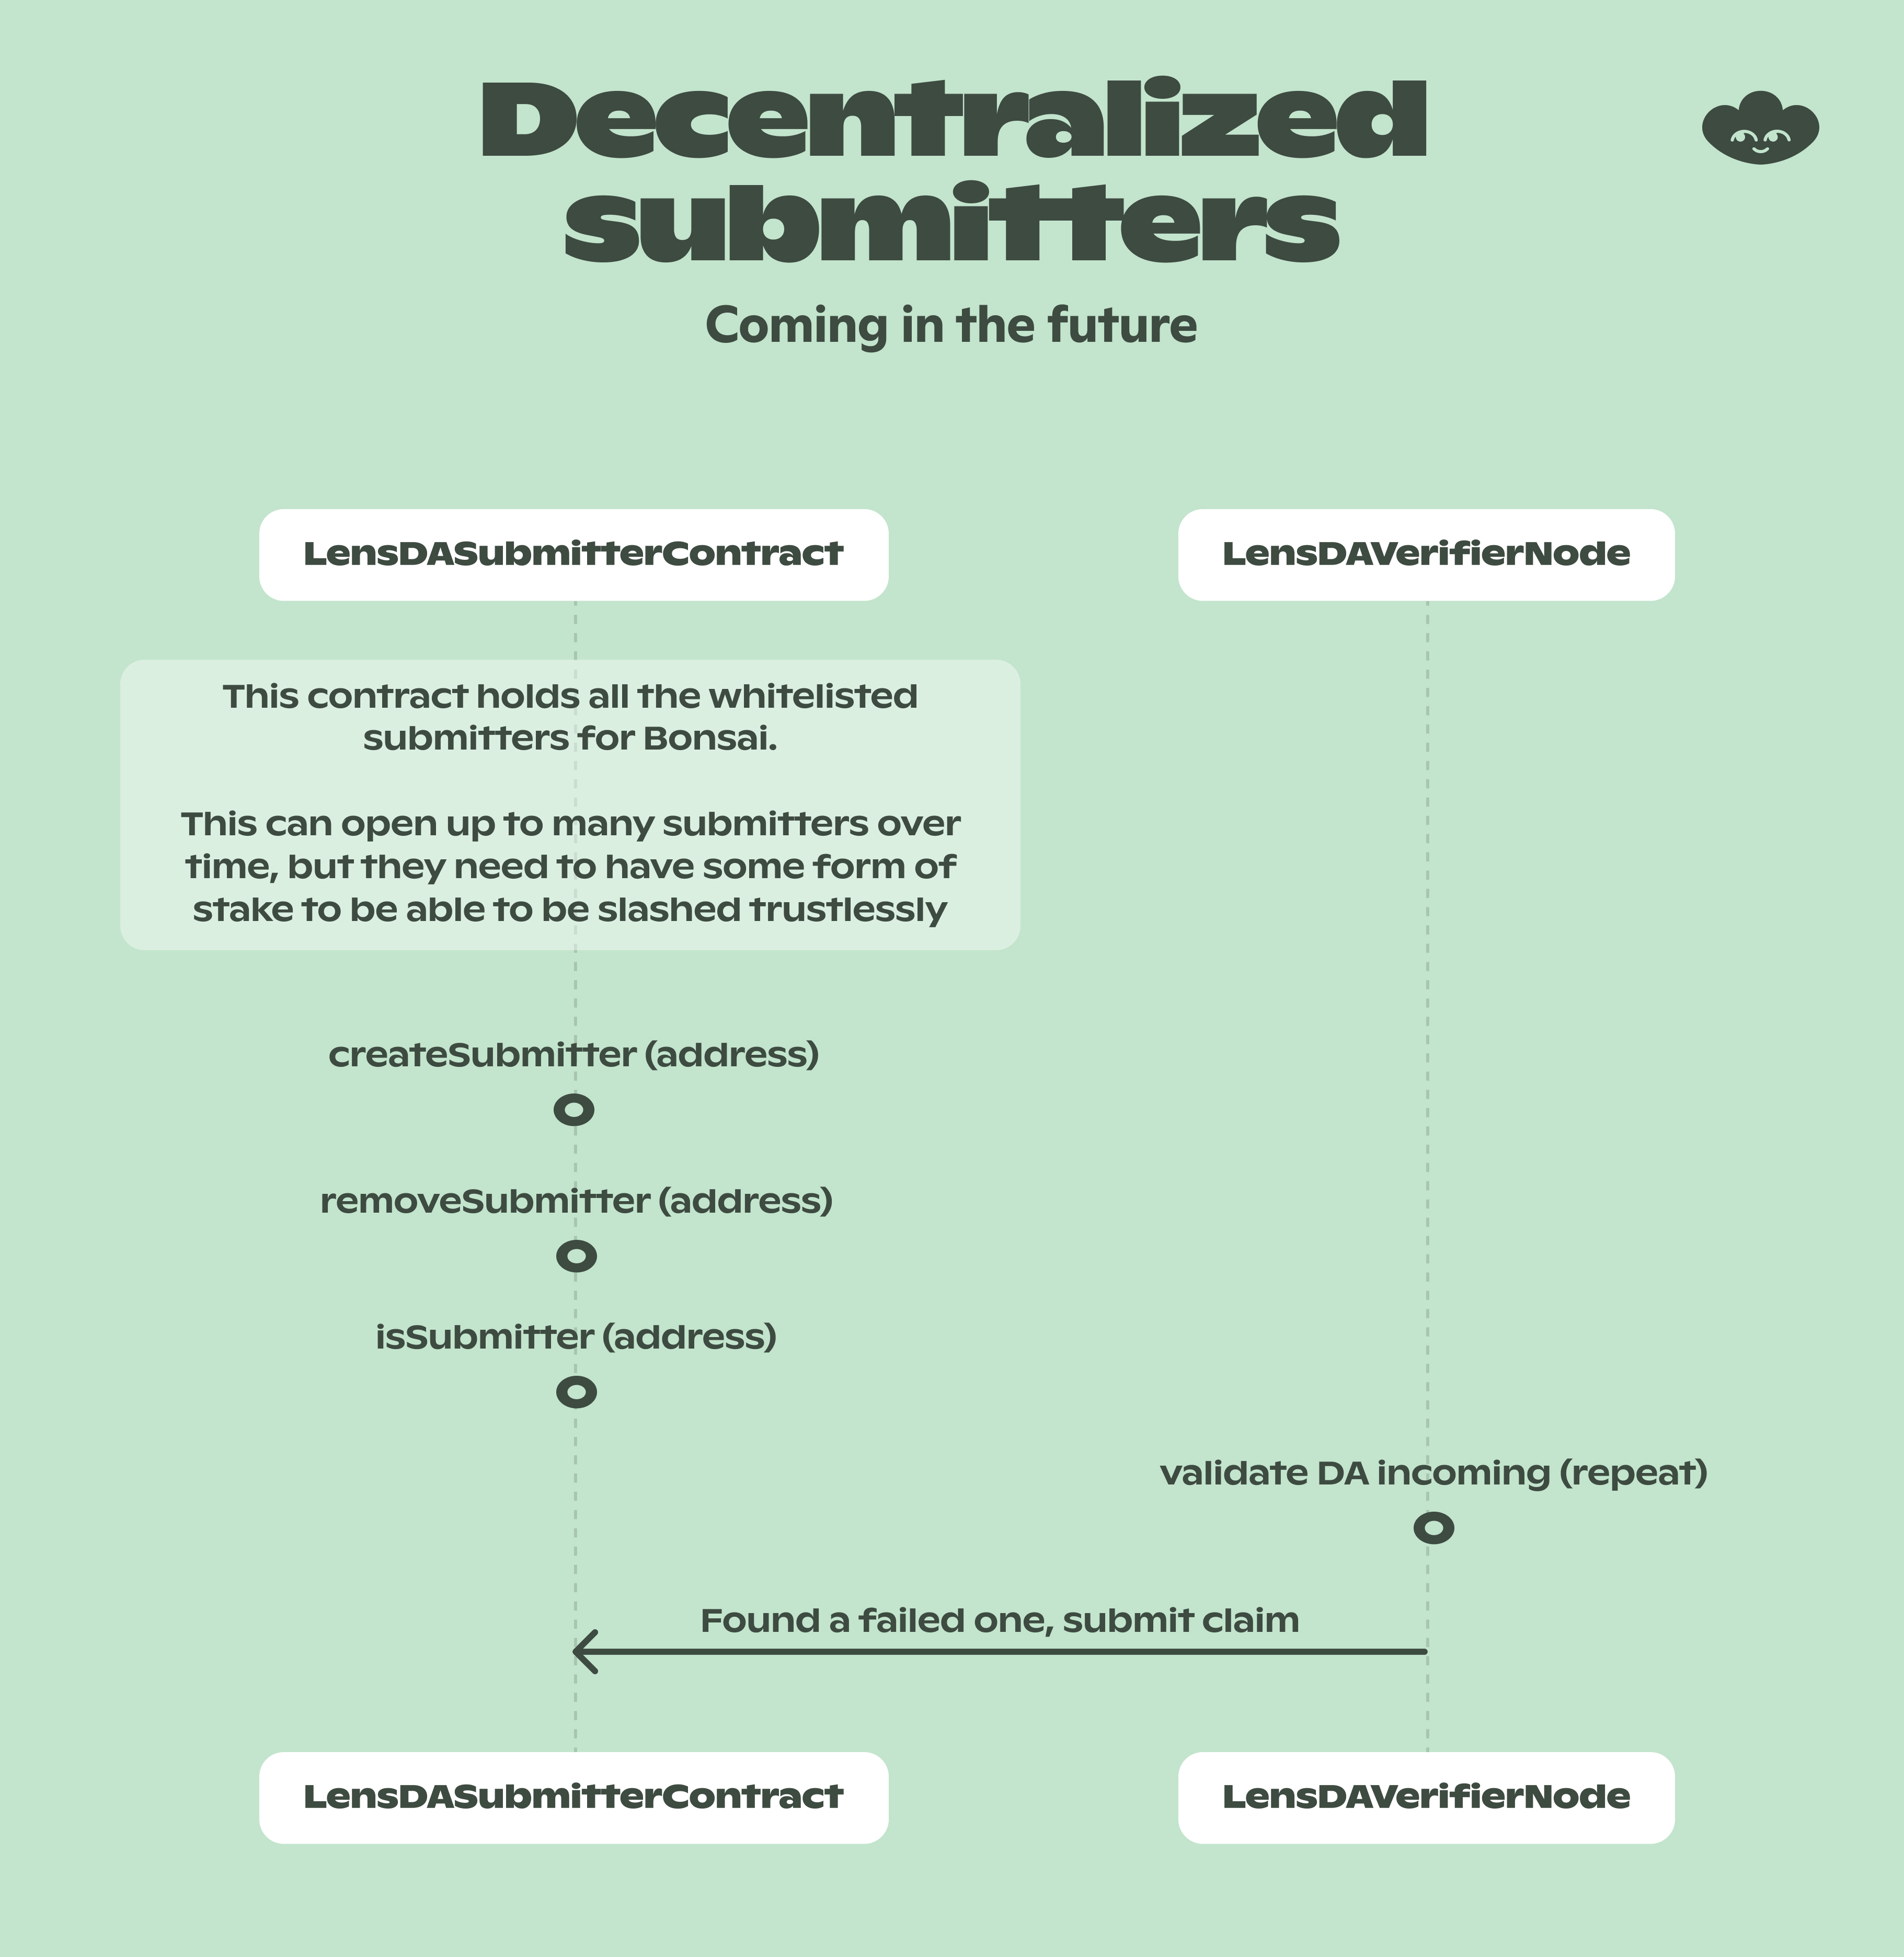 Decentralized
submitters
Coming in the future
LensDASubmitterContract
LensDAVerifierNode
This contract holds all the whitelisted
submitters for Bonsai.
This can open up to many submitters over
time, but they need to have some form of
stake to be able to be slashed trustlessly
createSubmitter (address)
removeSubmitter (address)
isSubmitter (address)
validate DA incoming (repeat)
Found a failed one, submit claim
LensDASubmitterContract
LensDAVerifierNode